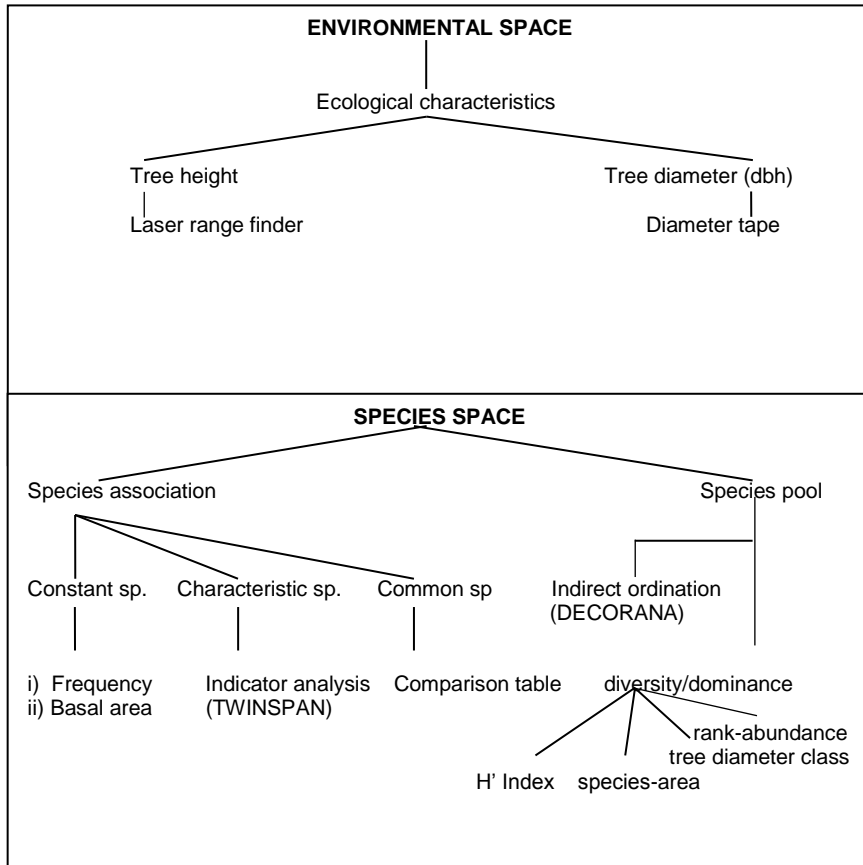 ENVIRONMENTAL SPACE
Ecological characteristics
Tree height
Tree diameter (dbh)
Laser range finder
Diameter tape
SPECIES SPACE
Species association
Species pool
Constant sp.
Characteristic sp.
Common sp
Indirect ordination
(DECORANA)
i) Frequency
ii) Basal area
Indicator analysis
(TWINSPAN)
Comparison table
diversity/dominance
rank-abundance
tree diameter class
H' Index
species-area